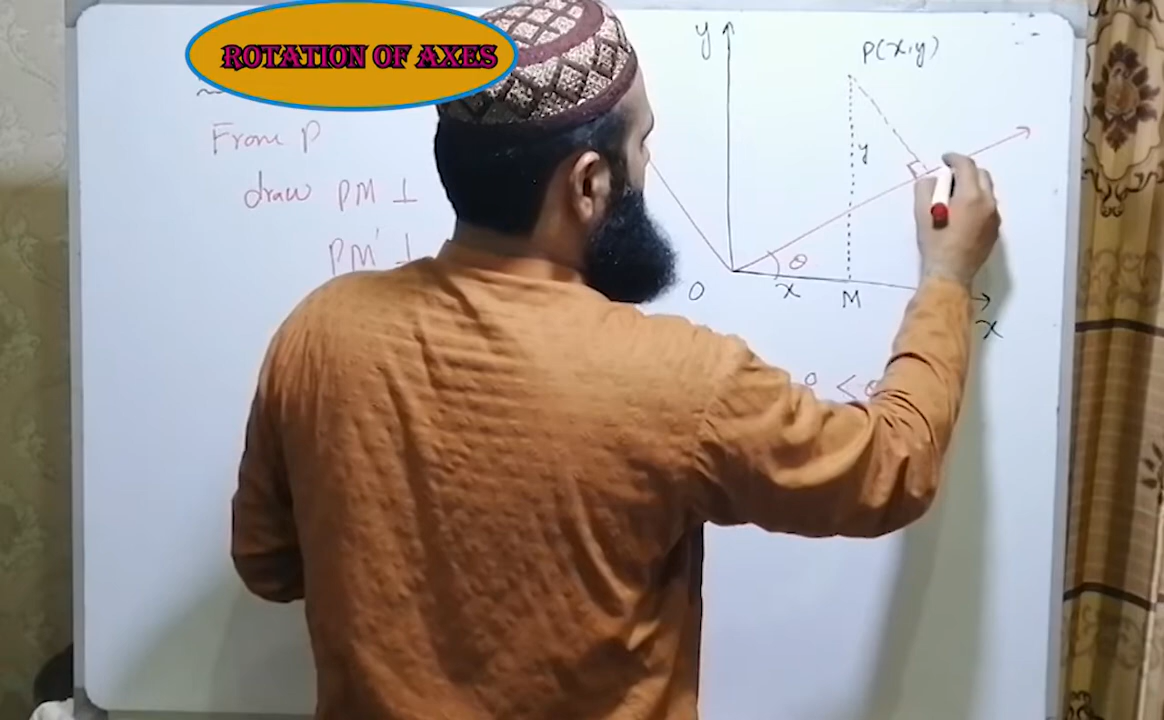 ROTATION OF AXES
From P
draw PM ⊥
PM' ⊥
y
P(x,y)
y
θ
O
x
M
x
° <